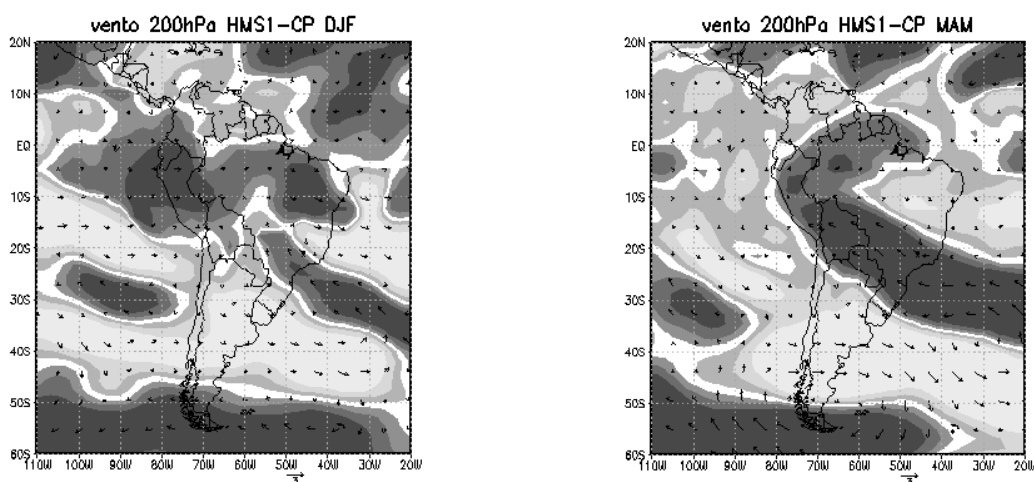 vento 200hPa HMS1-CP DJF
20N
10N
EQ
10S
20S
30S
40S
50S
60S
110W 100W 90W 80W 70W 60W 50W 40W 30W 20W
3
vento 200hPa HMS1-CP MAM
20N
10N
EQ
10S
20S
30S
40S
50S
60S
110W 100W 90W 80W 70W 60W 50W 40W 30W 20W
3